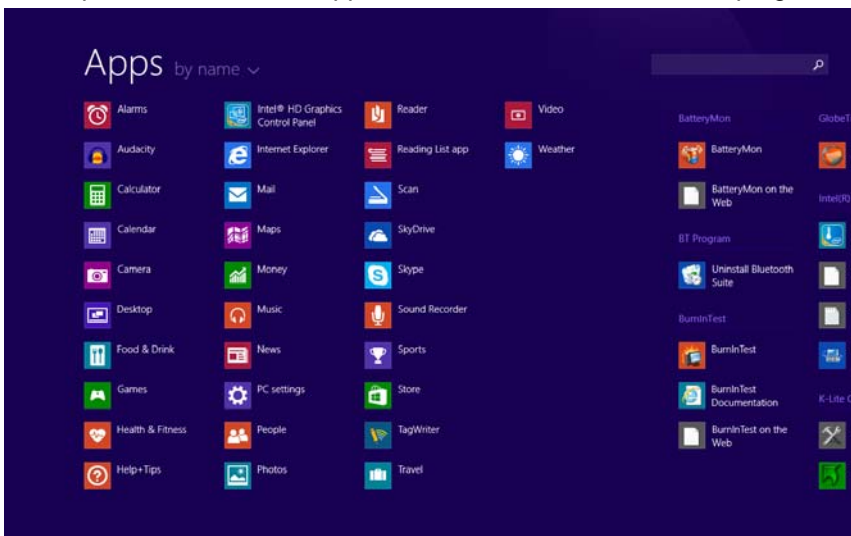 Apps by name
Alarms
Audacity
Calculator
Calendar
Camera
Desktop
Food & Drink
Games
Health & Fitness
Help+Tips
Intel® HD Graphics
Control Panel
Internet Explorer
Mail
Maps
Money
Music
News
PC settings
People
Photos
Reader
Reading List app
Scan
SkyDrive
Skype
Sound Recorder
Sports
Store
TagWriter
Travel
Video
Weather
BatteryMon
BatteryMon
BatteryMon on the
Web
BT Program
Uninstall Bluetooth
Suite
BurnInTest
BurnInTest
BurnInTest
Documentation
BurnInTest on the
Web
Intel(R)
K-Lite